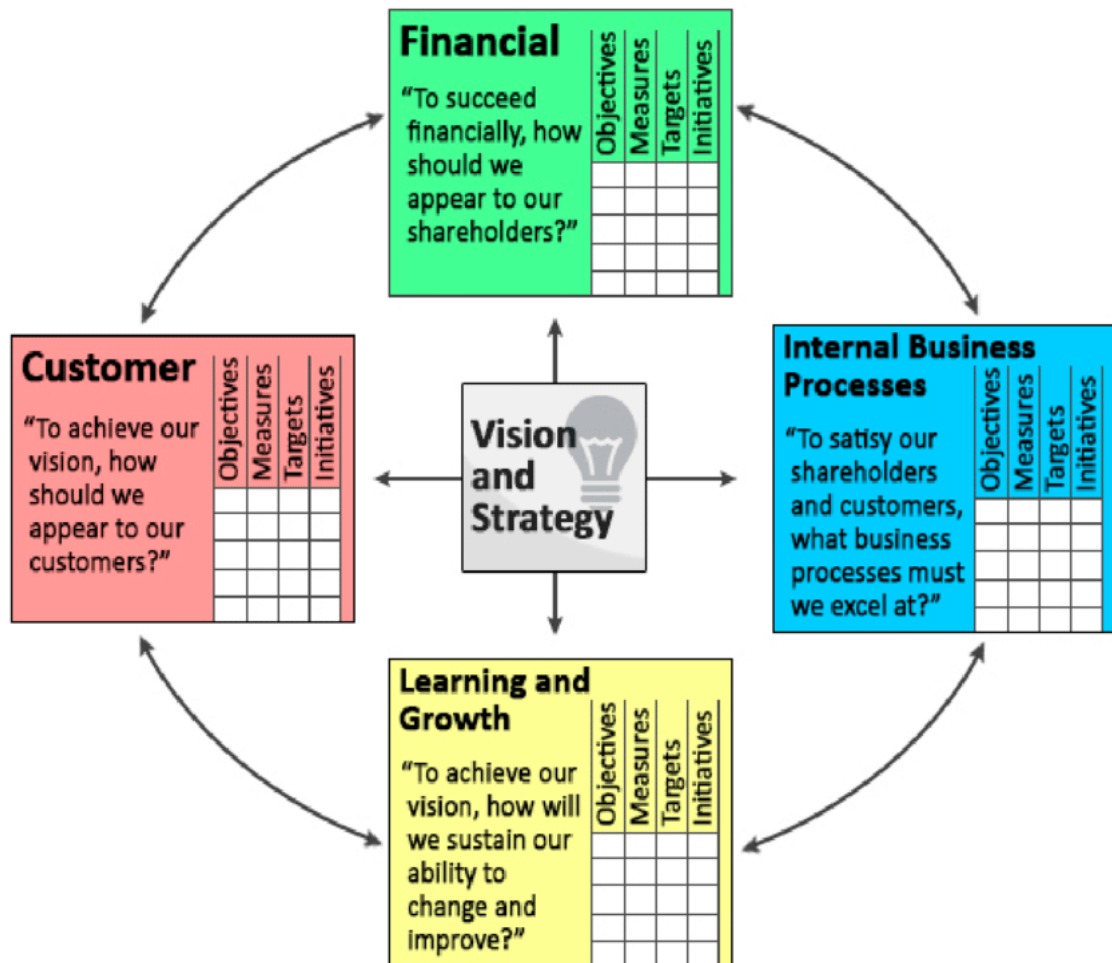 Financial
“To succeed
financially, how
should we
appear to our
shareholders?”
Objectives
Measures
Targets
Initiatives
Customer
“To achieve our
vision, how
should we
appear to our
customers?”
Objectives
Measures
Targets
Initiatives
Vision
and
Strategy
Internal Business
Processes
“To satisy our
shareholders
and customers,
what business
processes must
we excel at?”
Objectives
Measures
Targets
Initiatives
Learning and
Growth
“To achieve our
vision, how will
we sustain our
ability to
change and
improve?”
Objectives
Measures
Targets
Initiatives